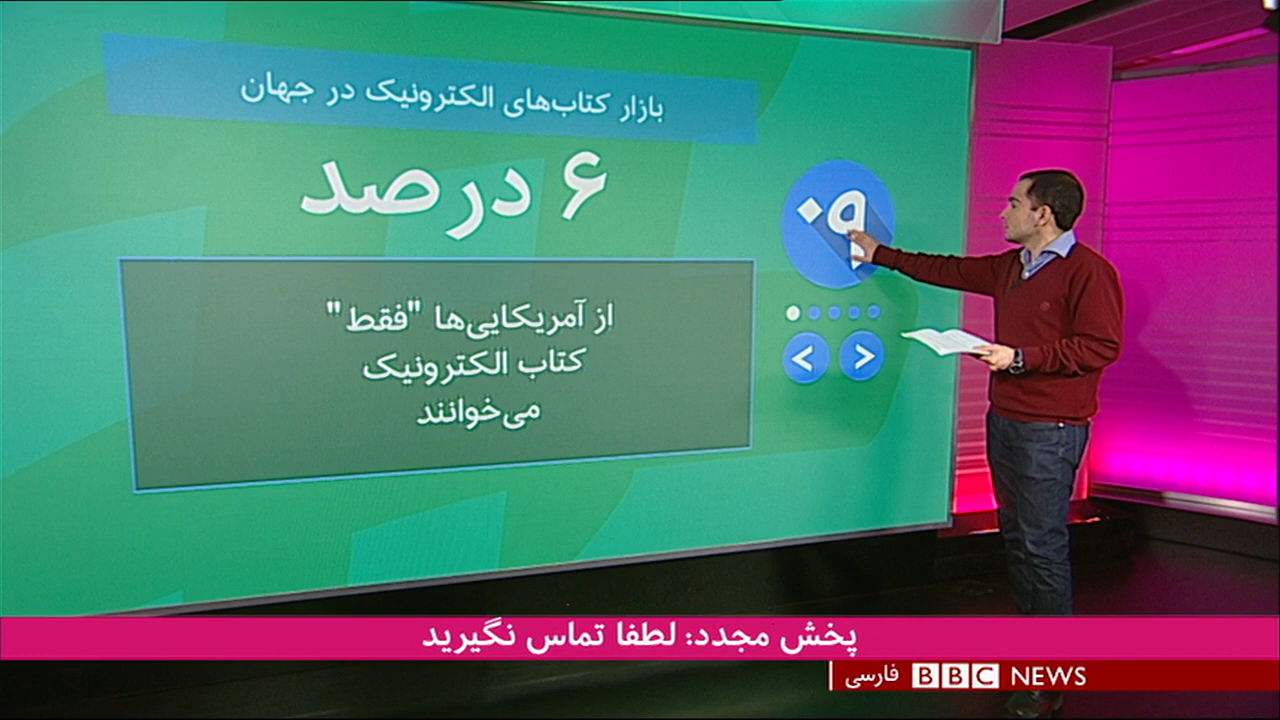 بازار کتاب‌های الکترونیک در جهان
۶ درصد
۰۹
از آمریکایی‌ها "فقط"
کتاب الکترونیک
می‌خوانند
< >
پخش مجدد: لطفا تماس نگیرید
فارسی BBC NEWS